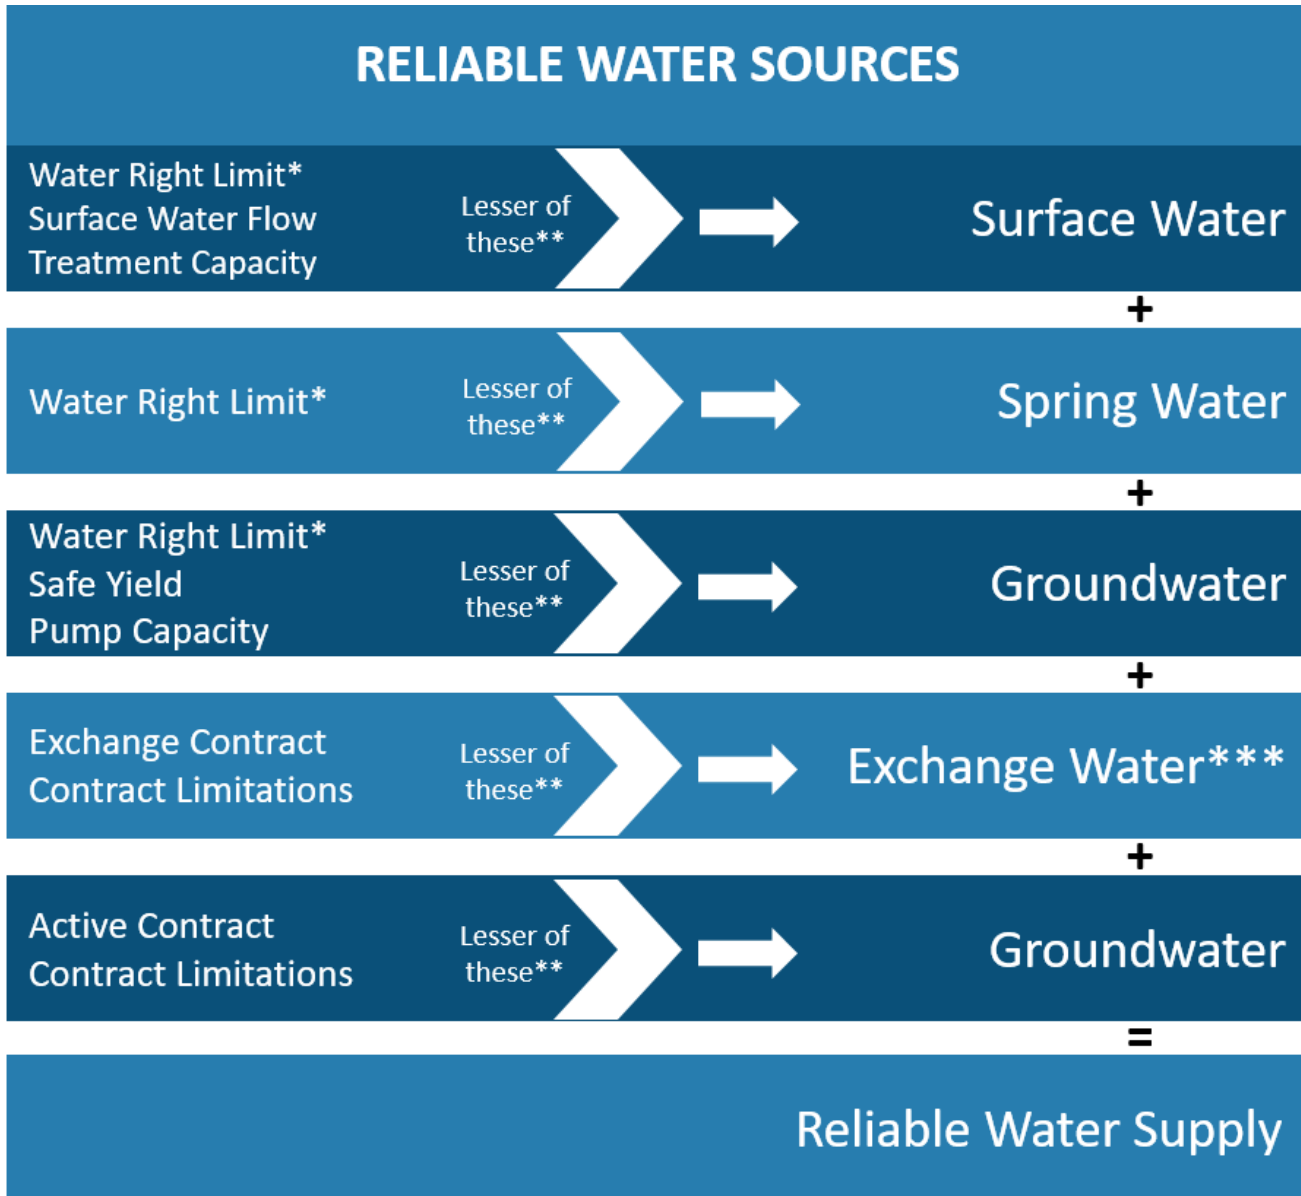 RELIABLE WATER SOURCES
Water Right Limit*
Surface Water Flow
Treatment Capacity
Lesser of
these**
Surface Water
+
Water Right Limit*
Lesser of
these**
Spring Water
+
Water Right Limit*
Safe Yield
Pump Capacity
Lesser of
these**
Groundwater
+
Exchange Contract
Contract Limitations
Lesser of
these**
Exchange Water***
+
Active Contract
Contract Limitations
Lesser of
these**
Groundwater
=
Reliable Water Supply